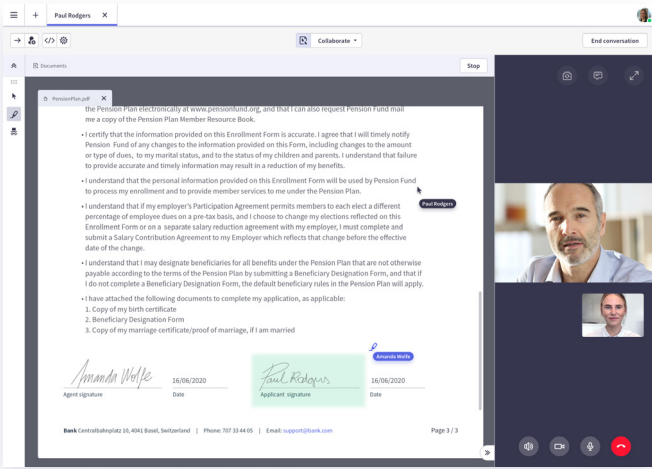 Paul Rodgers
Collaborate
End conversation
Documents
Stop
PensionPlan.pdf
the Pension Plan electronically at www.pensionfund.org, and that I can also request Pension Fund mail
me a copy of the Pension Plan Member Resource Book.
• I certify that the information provided on this Enrollment Form is accurate. I agree that I will timely notify
Pension Fund of any changes to the information provided on this Form, including changes to the amount
or type of dues, to my marital status, and to the status of my children and parents. I understand that failure
to provide accurate and timely information may result in a reduction of my benefits.
• I understand that the personal information provided on this Enrollment Form will be used by Pension Fund
to process my enrollment and to provide member services to me under the Pension Plan.
Paul Rodgers
• I understand that if my employer's Participation Agreement permits members to each elect a different
percentage of employee dues on a pre-tax basis, and I choose to change my elections reflected on this
Enrollment Form or on a separate salary reduction agreement with my employer, I must complete and
submit a Salary Contribution Agreement to my Employer which reflects that change before the effective
date of the change.
• I understand that I may designate beneficiaries for all benefits under the Pension Plan that are not otherwise
payable according to the terms of the Pension Plan by submitting a Beneficiary Designation Form, and that if
I do not complete a Beneficiary Designation Form, the default beneficiary rules in the Pension Plan will apply.
• I have attached the following documents to complete my application, as applicable:
1. Copy of my birth certificate
2. Beneficiary Designation Form
3. Copy of my marriage certificate/proof of marriage, if I am married
Amanda Wolfe
Amanda Wolfe 16/06/2020 Paul Rodgers 16/06/2020
Agent signature Date Applicant signature Date
Bank Centralbahnplatz 10, 4041 Basel, Switzerland | Phone: 707 33 44 05 | Email: support@bank.com Page 3 / 3